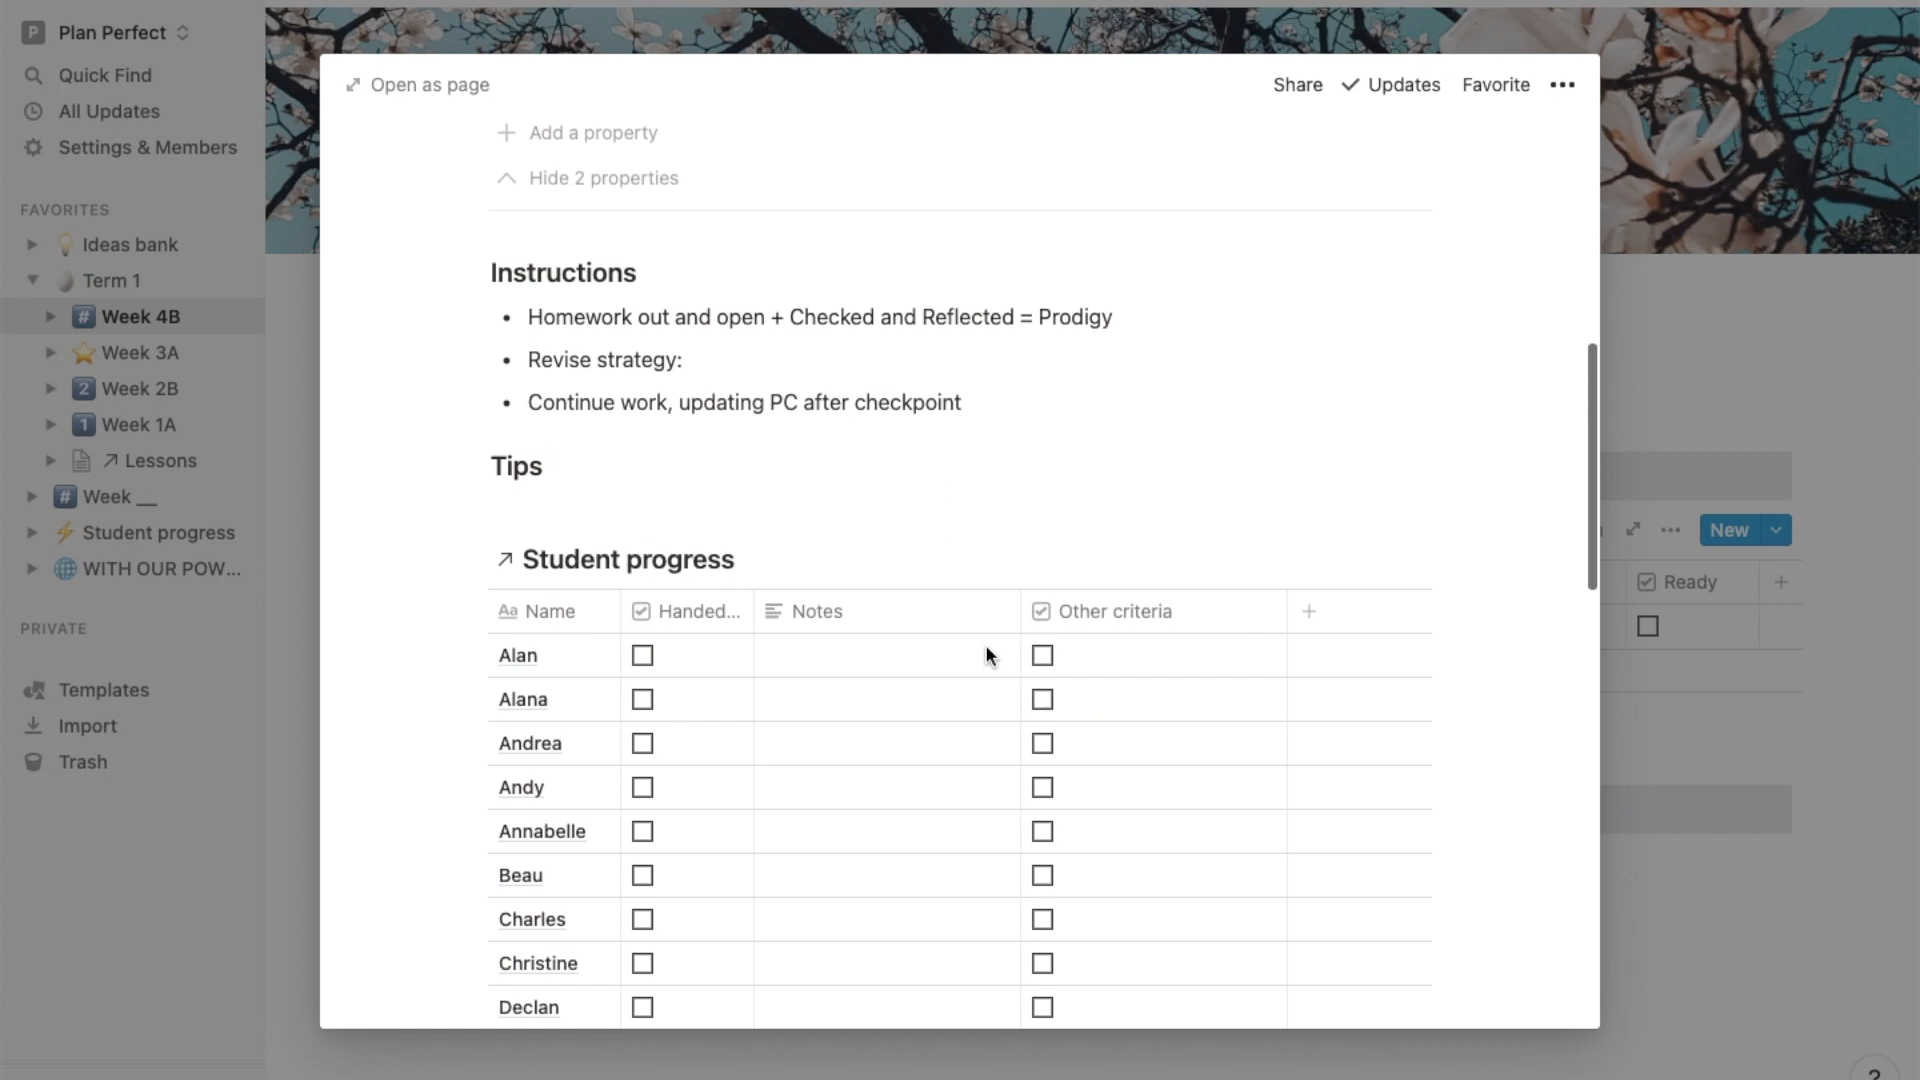 P Plan Perfect
Quick Find
All Updates
Settings & Members
FAVORITES
Ideas bank
Term 1
# Week 4B
Week 3A
2 Week 2B
1 Week 1A
Lessons
# Week __
Student progress
WITH OUR POW...
PRIVATE
Templates
Import
Trash
Open as page
Share Updates Favorite •••
Add a property
Hide 2 properties
Instructions
• Homework out and open + Checked and Reflected = Prodigy
• Revise strategy:
• Continue work, updating PC after checkpoint
Tips
Student progress
Aa Name Handed... Notes Other criteria +
Alan
Alana
Andrea
Andy
Annabelle
Beau
Charles
Christine
Declan
••• New
Ready +
?